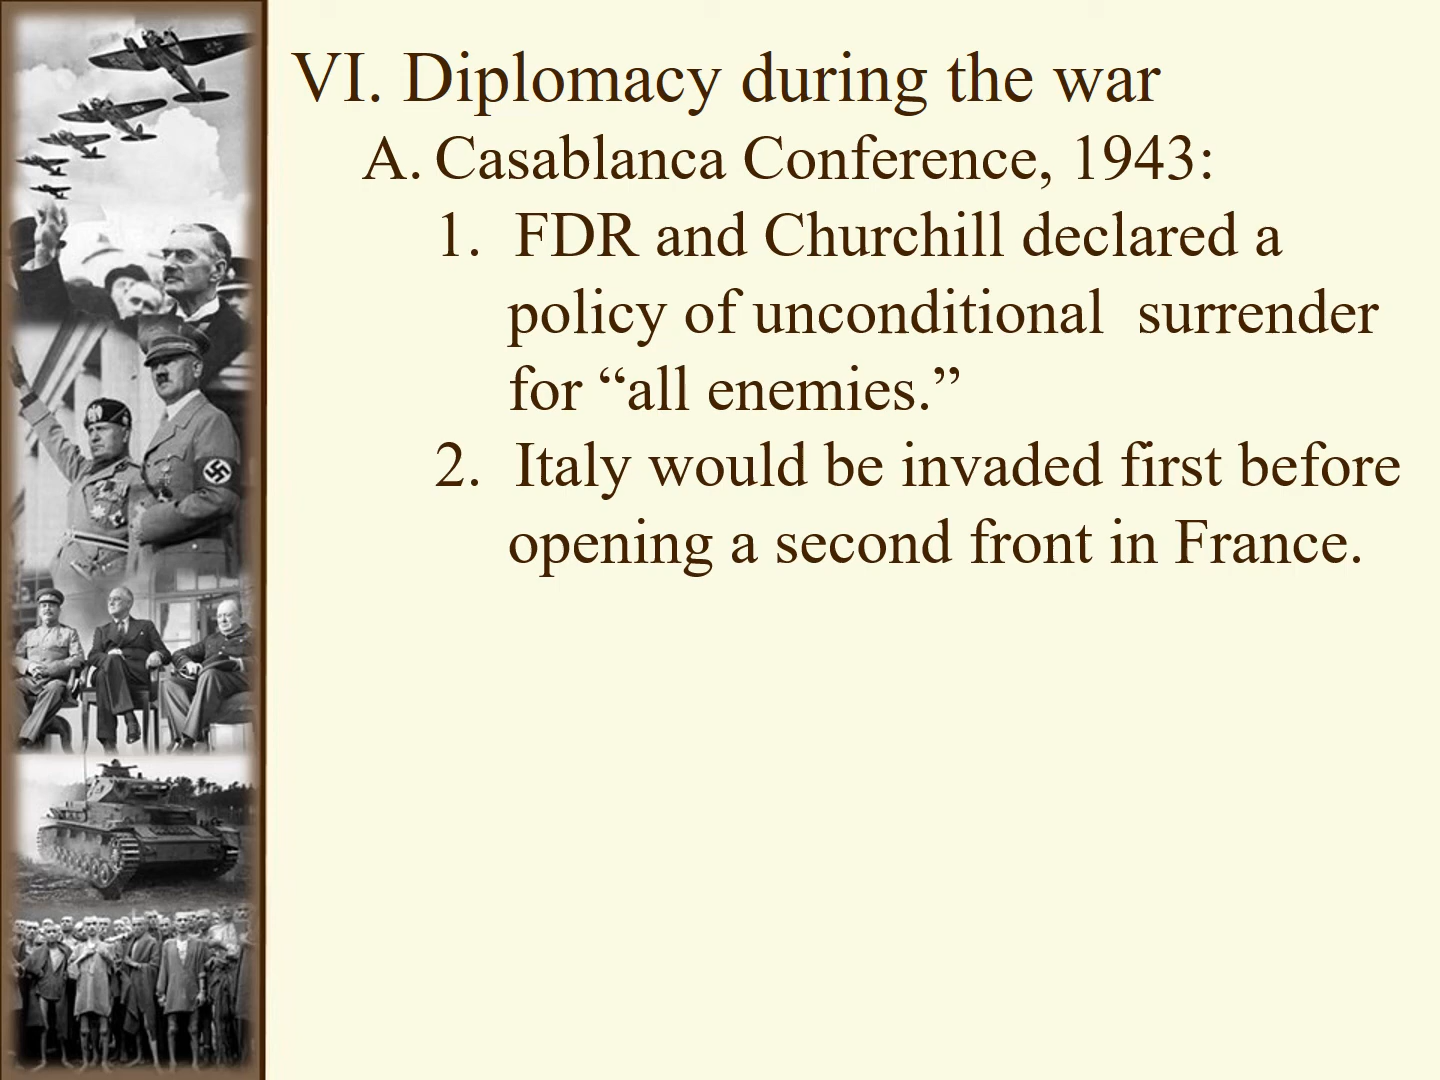 VI. Diplomacy during the war
A. Casablanca Conference, 1943:
1. FDR and Churchill declared a
policy of unconditional surrender
for “all enemies.”
2. Italy would be invaded first before
opening a second front in France.